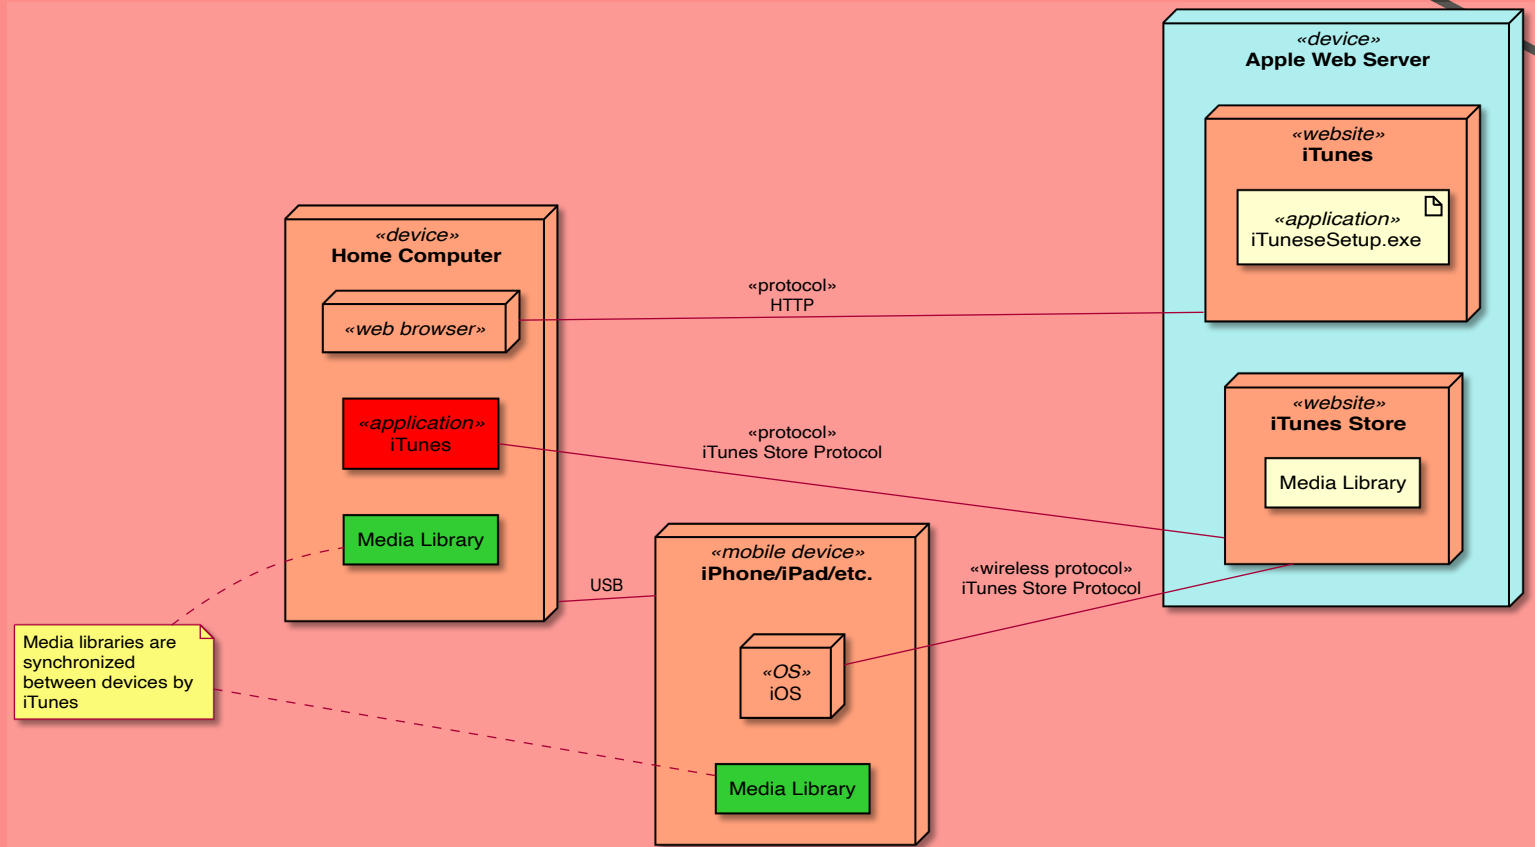 «device»
Apple Web Server
«website»
iTunes
«application»
iTuneseSetup.exe
«device»
Home Computer
«web browser»
«protocol»
HTTP
«application»
iTunes
«protocol»
iTunes Store Protocol
«website»
iTunes Store
Media Library
Media Library
«mobile device»
iPhone/iPad/etc.
USB
«wireless protocol»
iTunes Store Protocol
Media libraries are
synchronized
between devices by
iTunes
«OS»
iOS
Media Library